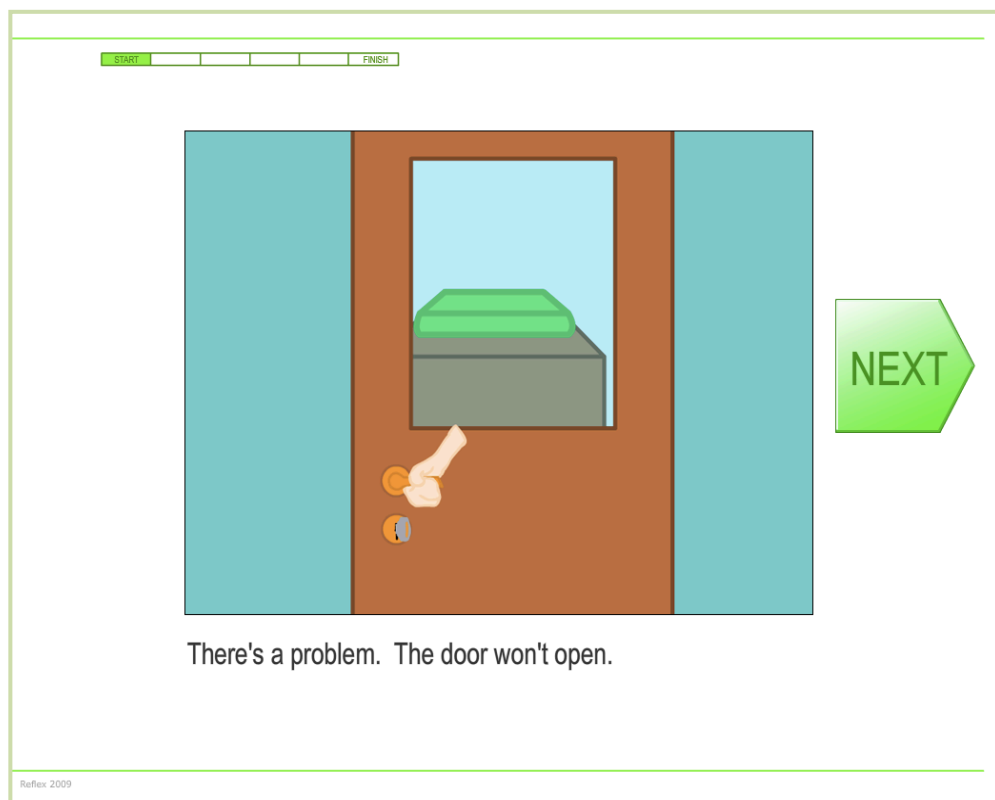 START
FINISH
NEXT
There's a problem.  The door won't open.
Reflex 2009